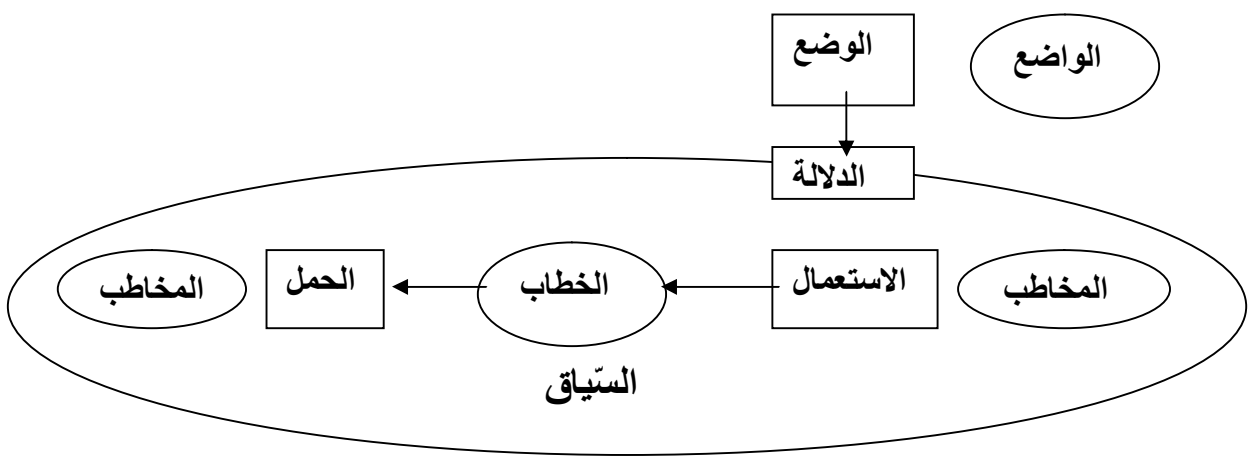 الواضع
الوضع
الدلالة
المخاطب
الاستعمال
الخطاب
الحمل
المخاطب
السّياق